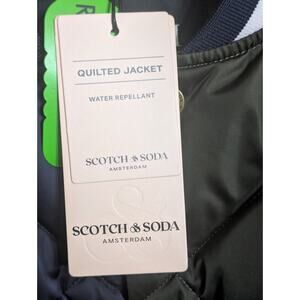 QUILTED JACKET
WATER REPELLANT
SCOTCH & SODA
AMSTERDAM
SCOTCH & SODA
AMSTERDAM